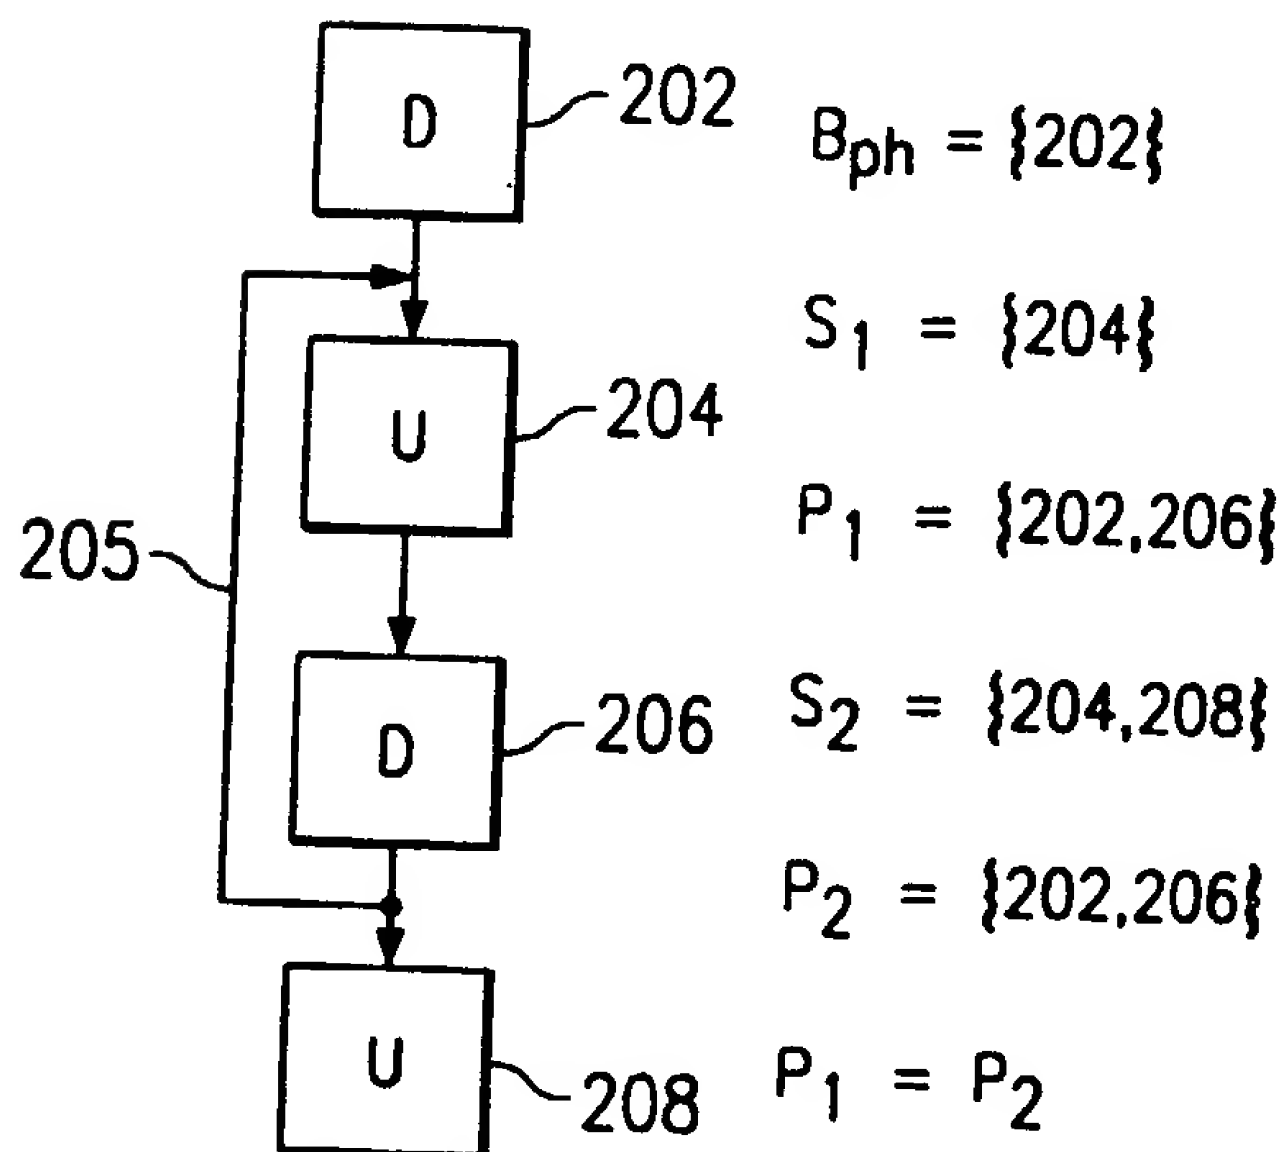 D
202
B_ph = {202}
S_1 = {204}
U
204
P_1 = {202,206}
205
D
206
S_2 = {204,208}
P_2 = {202,206}
U
208
P_1 = P_2